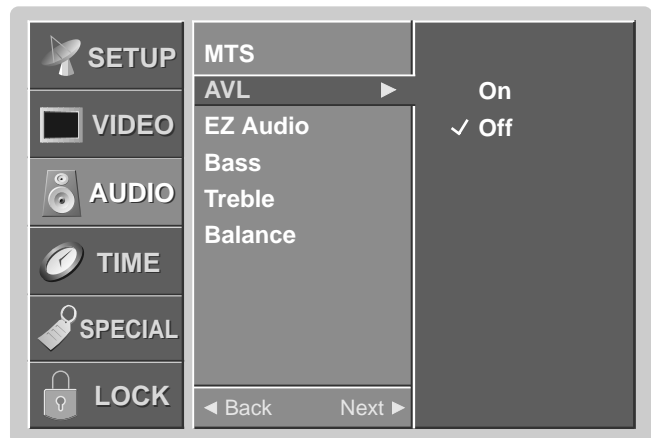 SETUP
VIDEO
AUDIO
TIME
SPECIAL
LOCK
MTS
AVL ►
EZ Audio
Bass
Treble
Balance
◄ Back Next ►
On
✓ Off